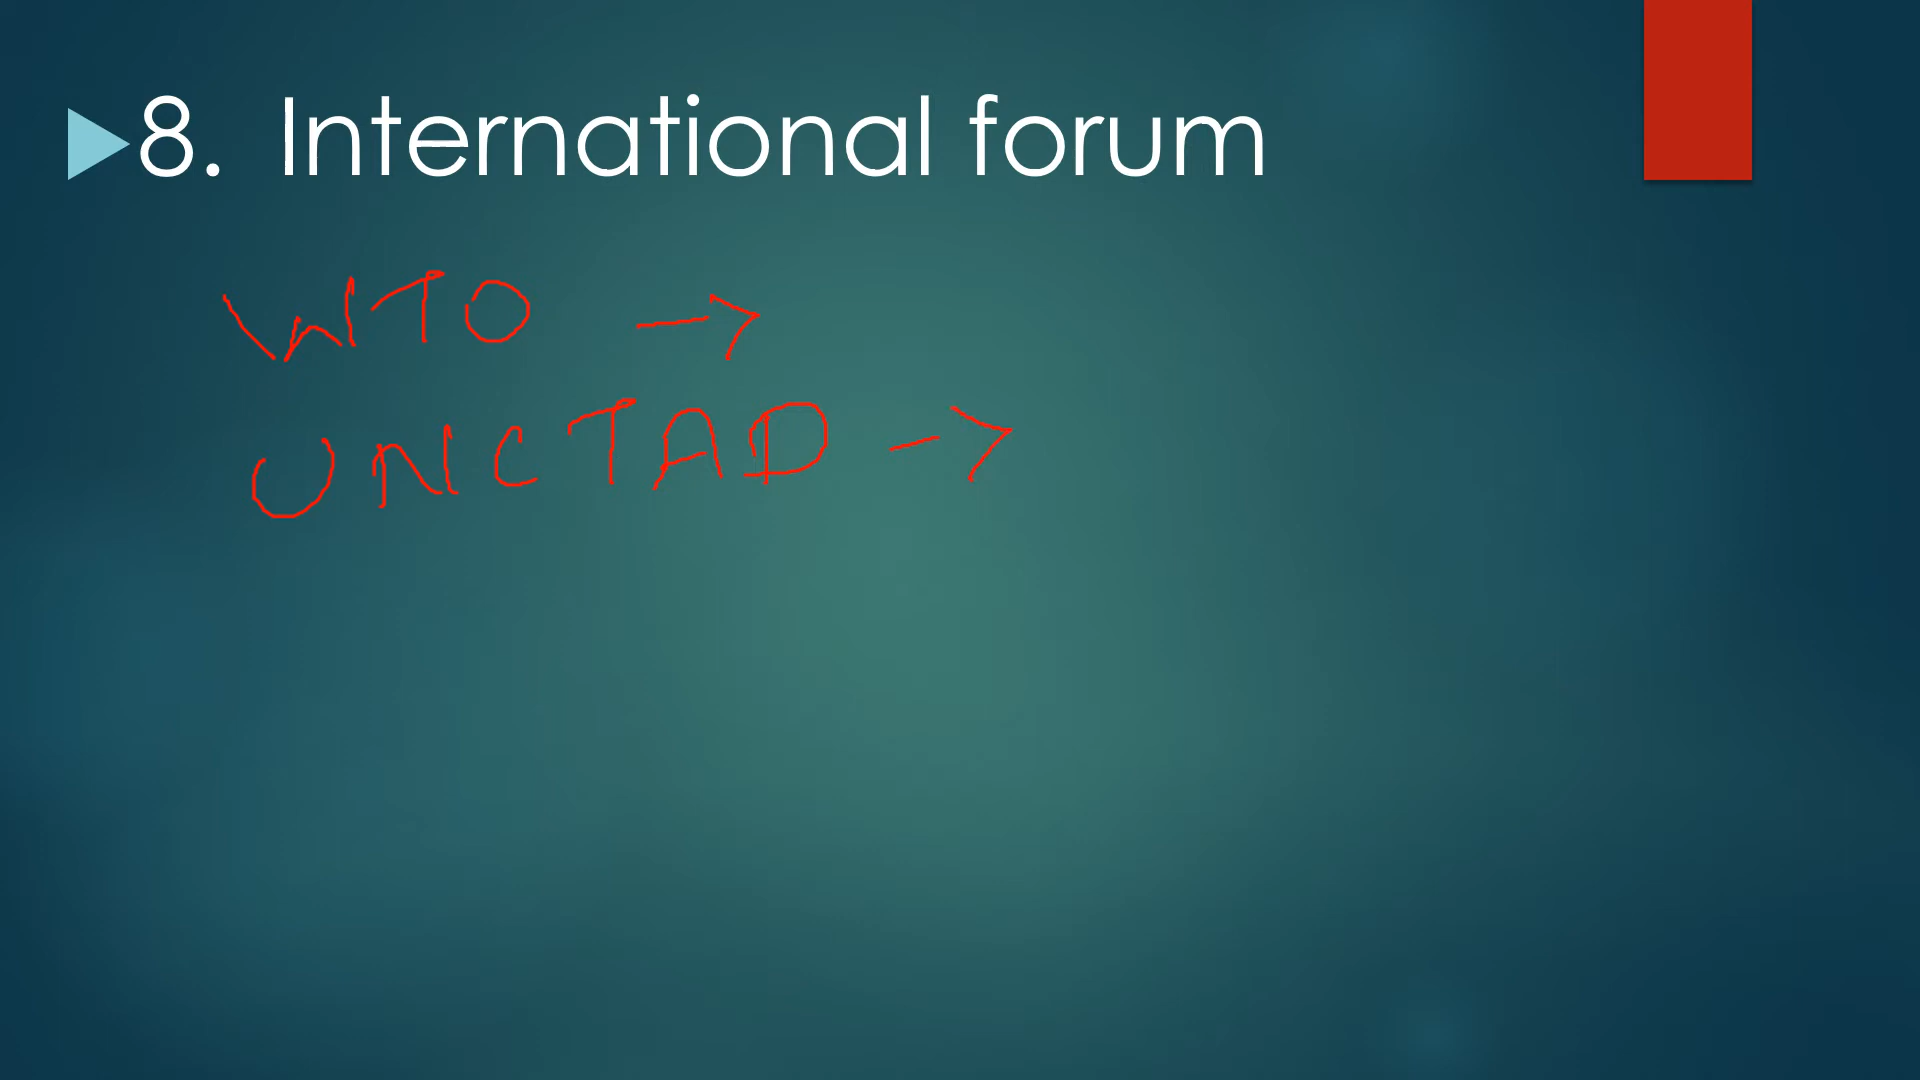 8. International forum
WTO →
UNCTAD →